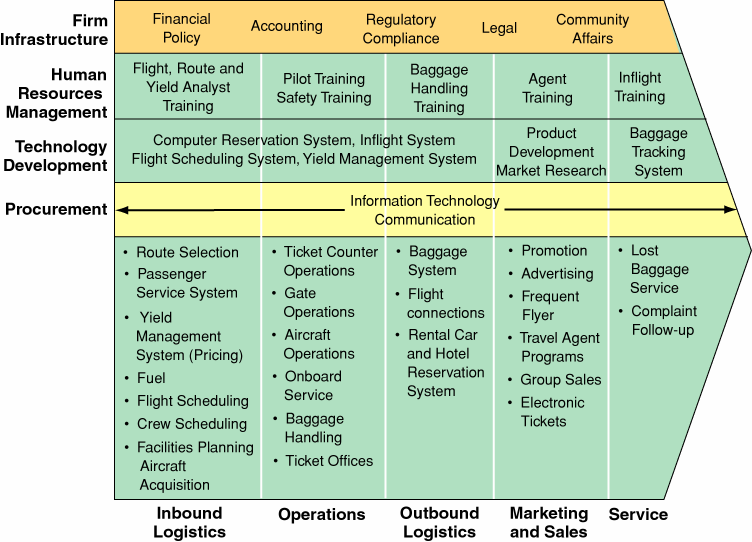 Firm
Infrastructure
Financial
Policy
Accounting
Regulatory
Compliance
Legal
Community
Affairs
Human
Resources
Management
Flight, Route and
Yield Analyst
Training
Pilot Training
Safety Training
Baggage
Handling
Training
Agent
Training
Inflight
Training
Technology
Development
Computer Reservation System, Inflight System
Flight Scheduling System, Yield Management System
Product
Development
Market Research
Baggage
Tracking
System
Procurement
Information Technology
Communication
• Route Selection
• Passenger
Service System
• Yield
Management
System (Pricing)
• Fuel
• Flight Scheduling
• Crew Scheduling
• Facilities Planning
Aircraft
Acquisition
• Ticket Counter
Operations
• Gate
Operations
• Aircraft
Operations
• Onboard
Service
• Baggage
Handling
• Ticket Offices
• Baggage
System
• Flight
connections
• Rental Car
and Hotel
Reservation
System
• Promotion
• Advertising
• Frequent
Flyer
• Travel Agent
Programs
• Group Sales
• Electronic
Tickets
• Lost
Baggage
Service
• Complaint
Follow-up
Inbound
Logistics
Operations
Outbound
Logistics
Marketing
and Sales
Service